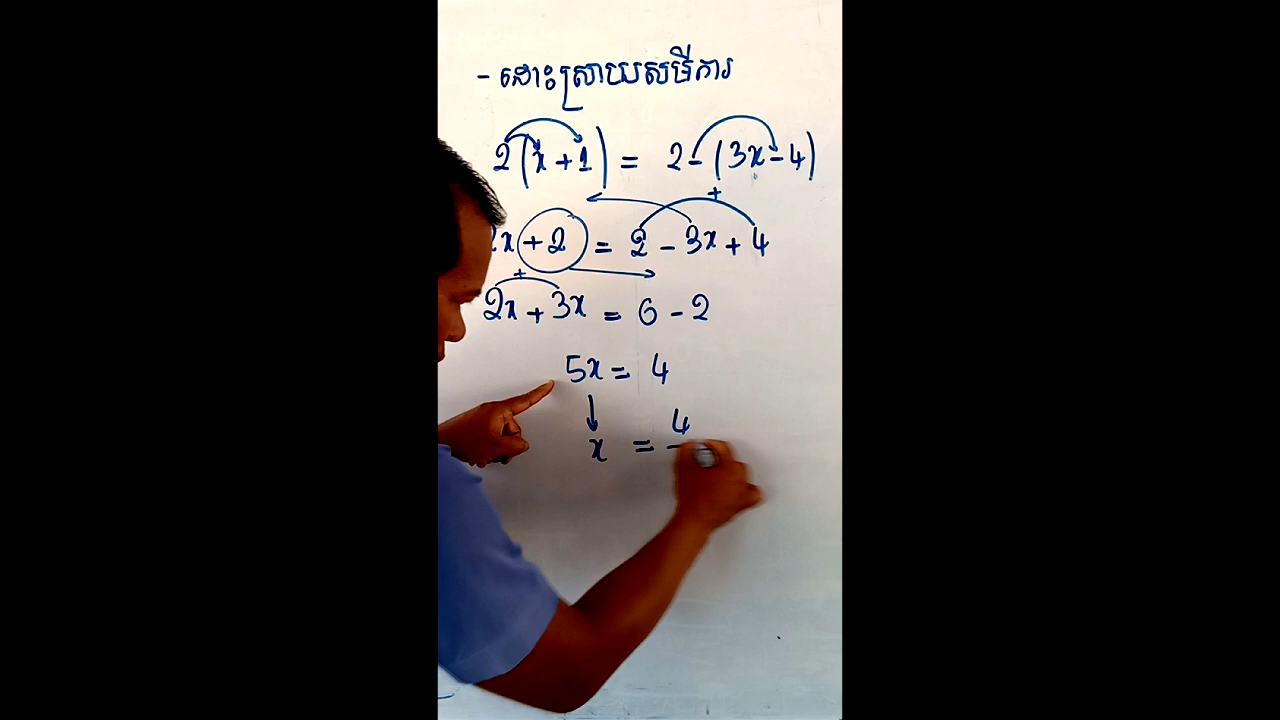 - ដោះស្រាយសមីការ
2(x+1) = 2-(3x-4)
2x+2 = 2-3x+4
2x+3x = 6-2
5x = 4
x = 4